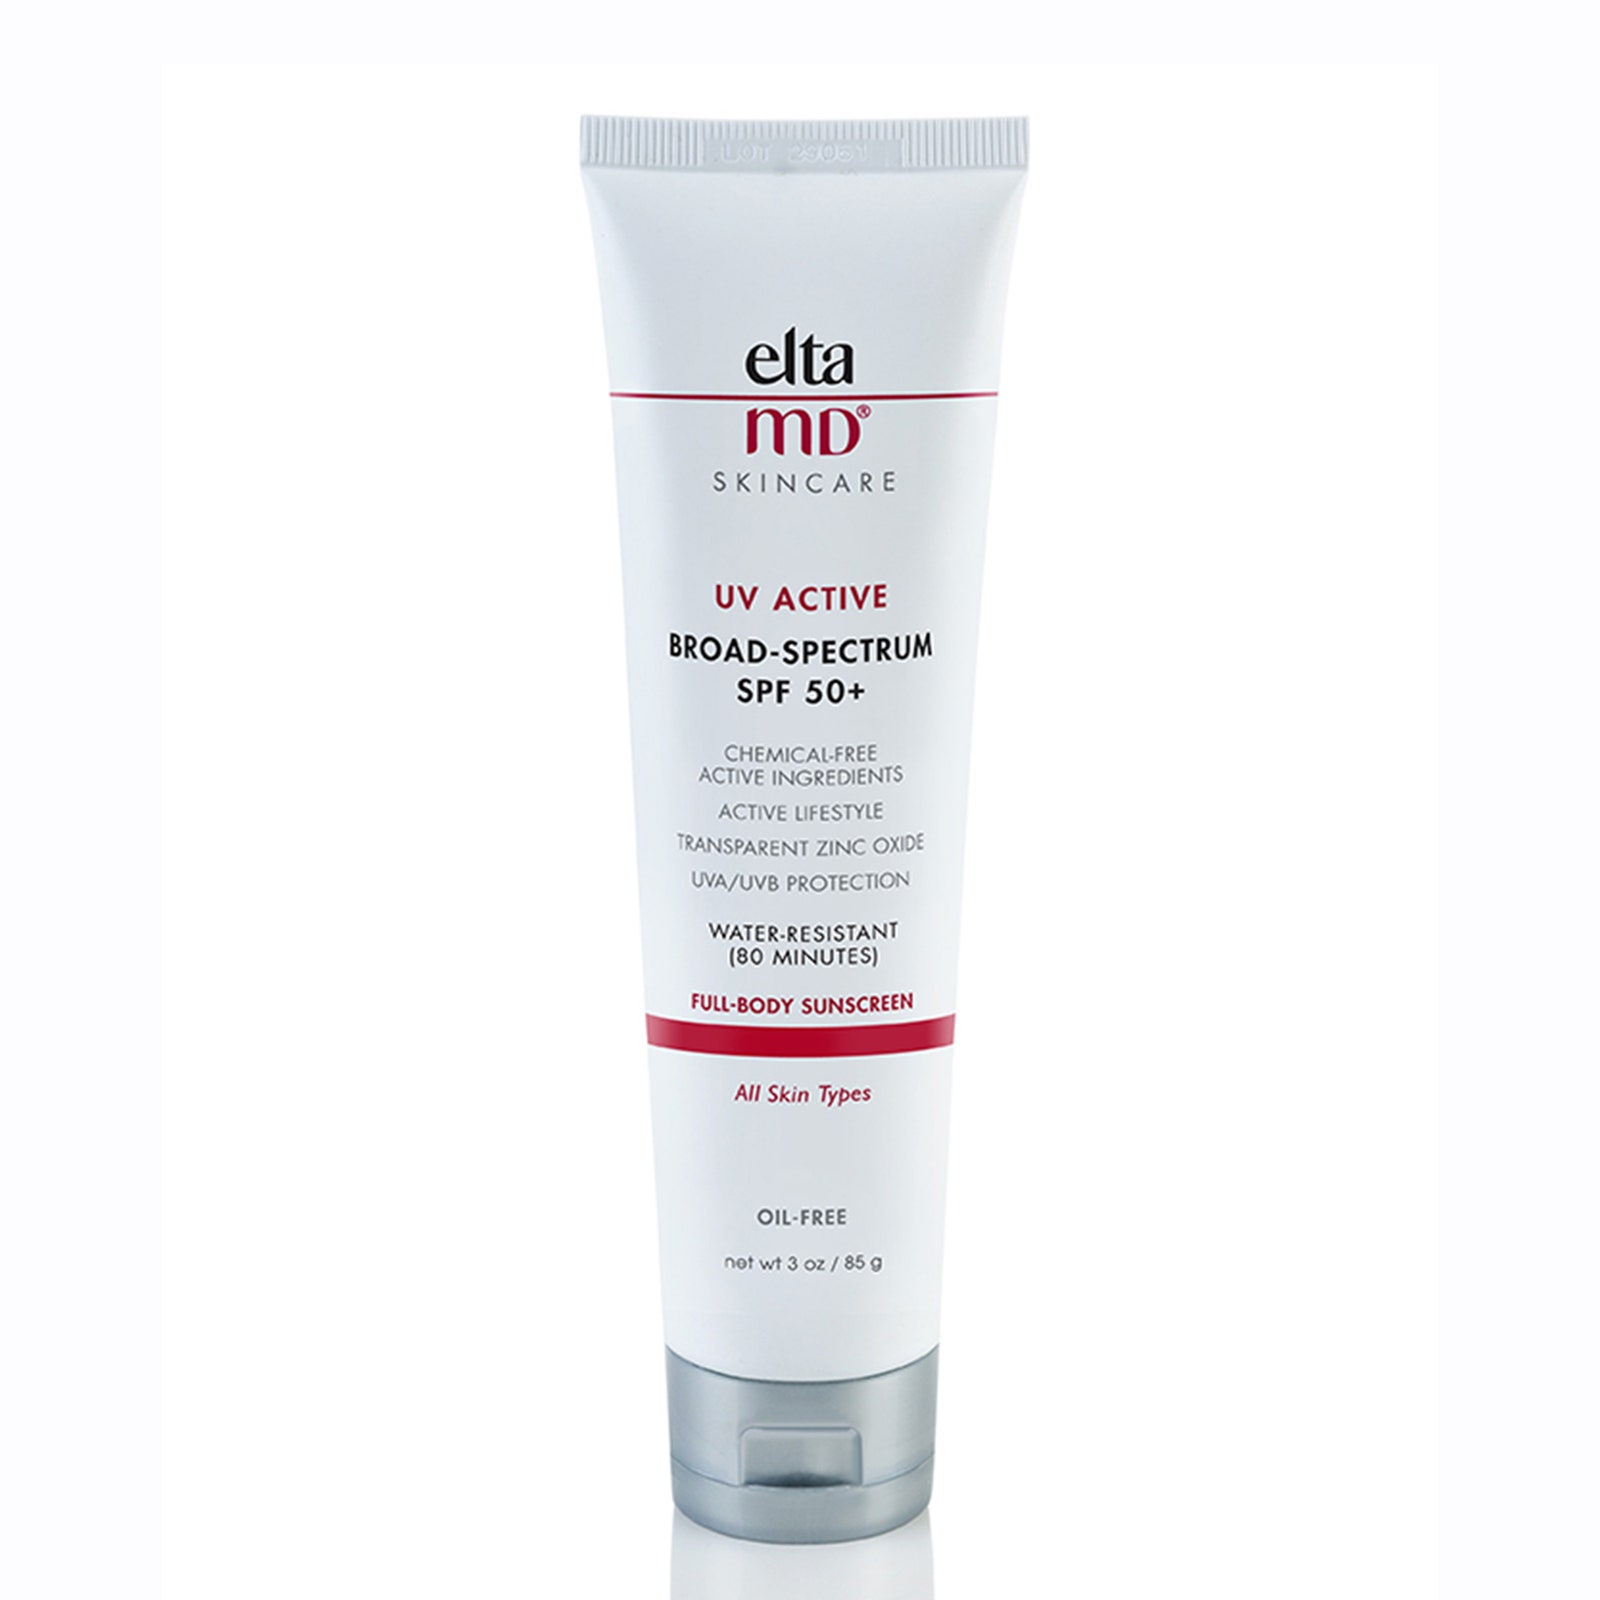 LOT 29051
elta
MD®
SKINCARE
UV ACTIVE
BROAD-SPECTRUM
SPF 50+
CHEMICAL-FREE
ACTIVE INGREDIENTS
ACTIVE LIFESTYLE
TRANSPARENT ZINC OXIDE
UVA/UVB PROTECTION
WATER-RESISTANT
(80 MINUTES)
FULL-BODY SUNSCREEN
All Skin Types
OIL-FREE
net wt 3 oz / 85 g